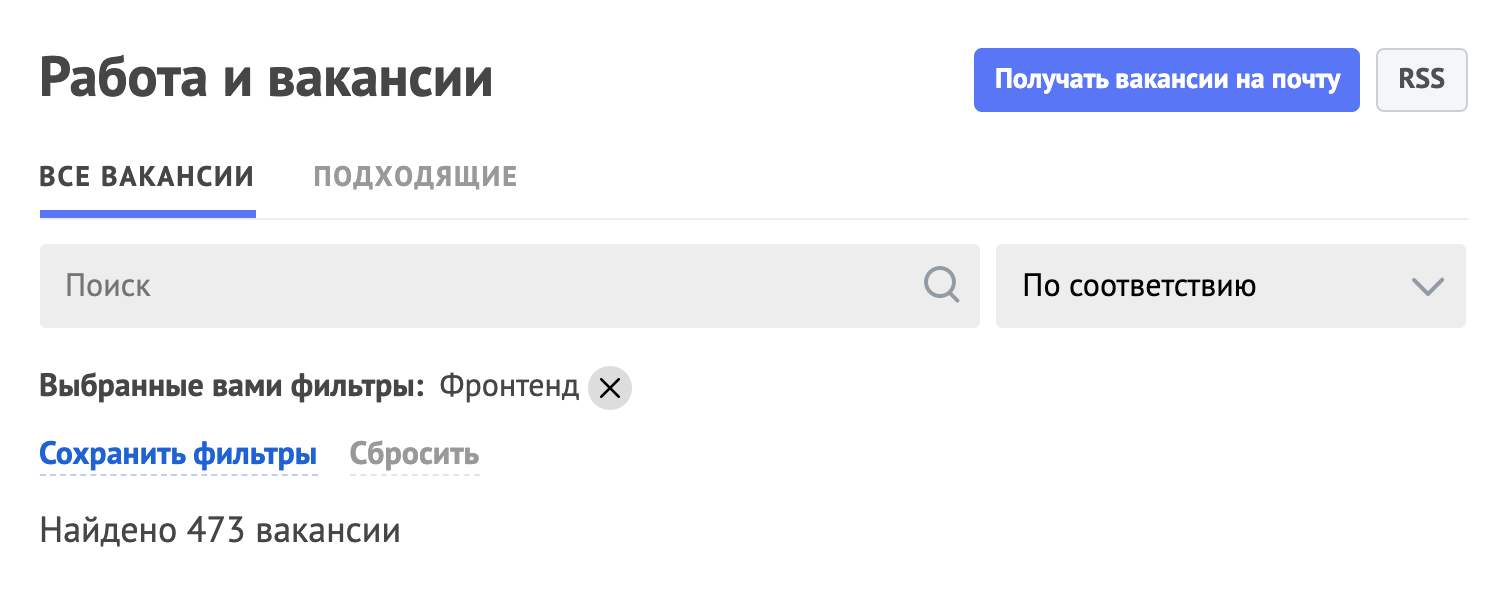 Работа и вакансии
Получать вакансии на почту
RSS
ВСЕ ВАКАНСИИ
ПОДХОДЯЩИЕ
Поиск
По соответствию
Выбранные вами фильтры: Фронтенд
Сохранить фильтры
Сбросить
Найдено 473 вакансии